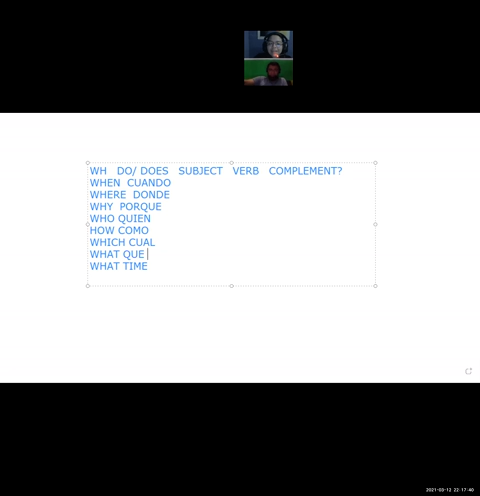 WH DO/ DOES SUBJECT VERB COMPLEMENT?
WHEN CUANDO
WHERE DONDE
WHY PORQUE
WHO QUIEN
HOW COMO
WHICH CUAL
WHAT QUE
WHAT TIME
2021-03-12 22:17:40